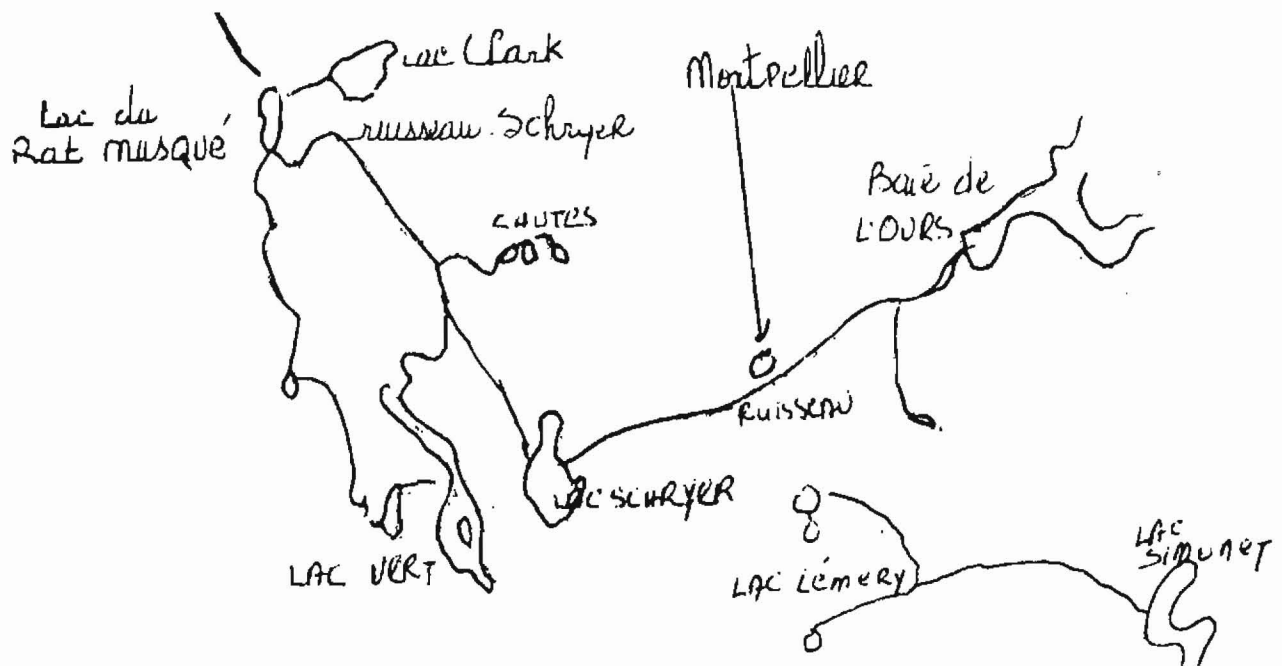 Lac Clark
Montpellier
Lac du
Rat MUSQUÉ
ruisseau Schryer
Baie de
L'OURS
CHUTES
RUISSEAU
LAC SCHRYER
LAC VERT
LAC LÉMERY
LAC
SIMONET